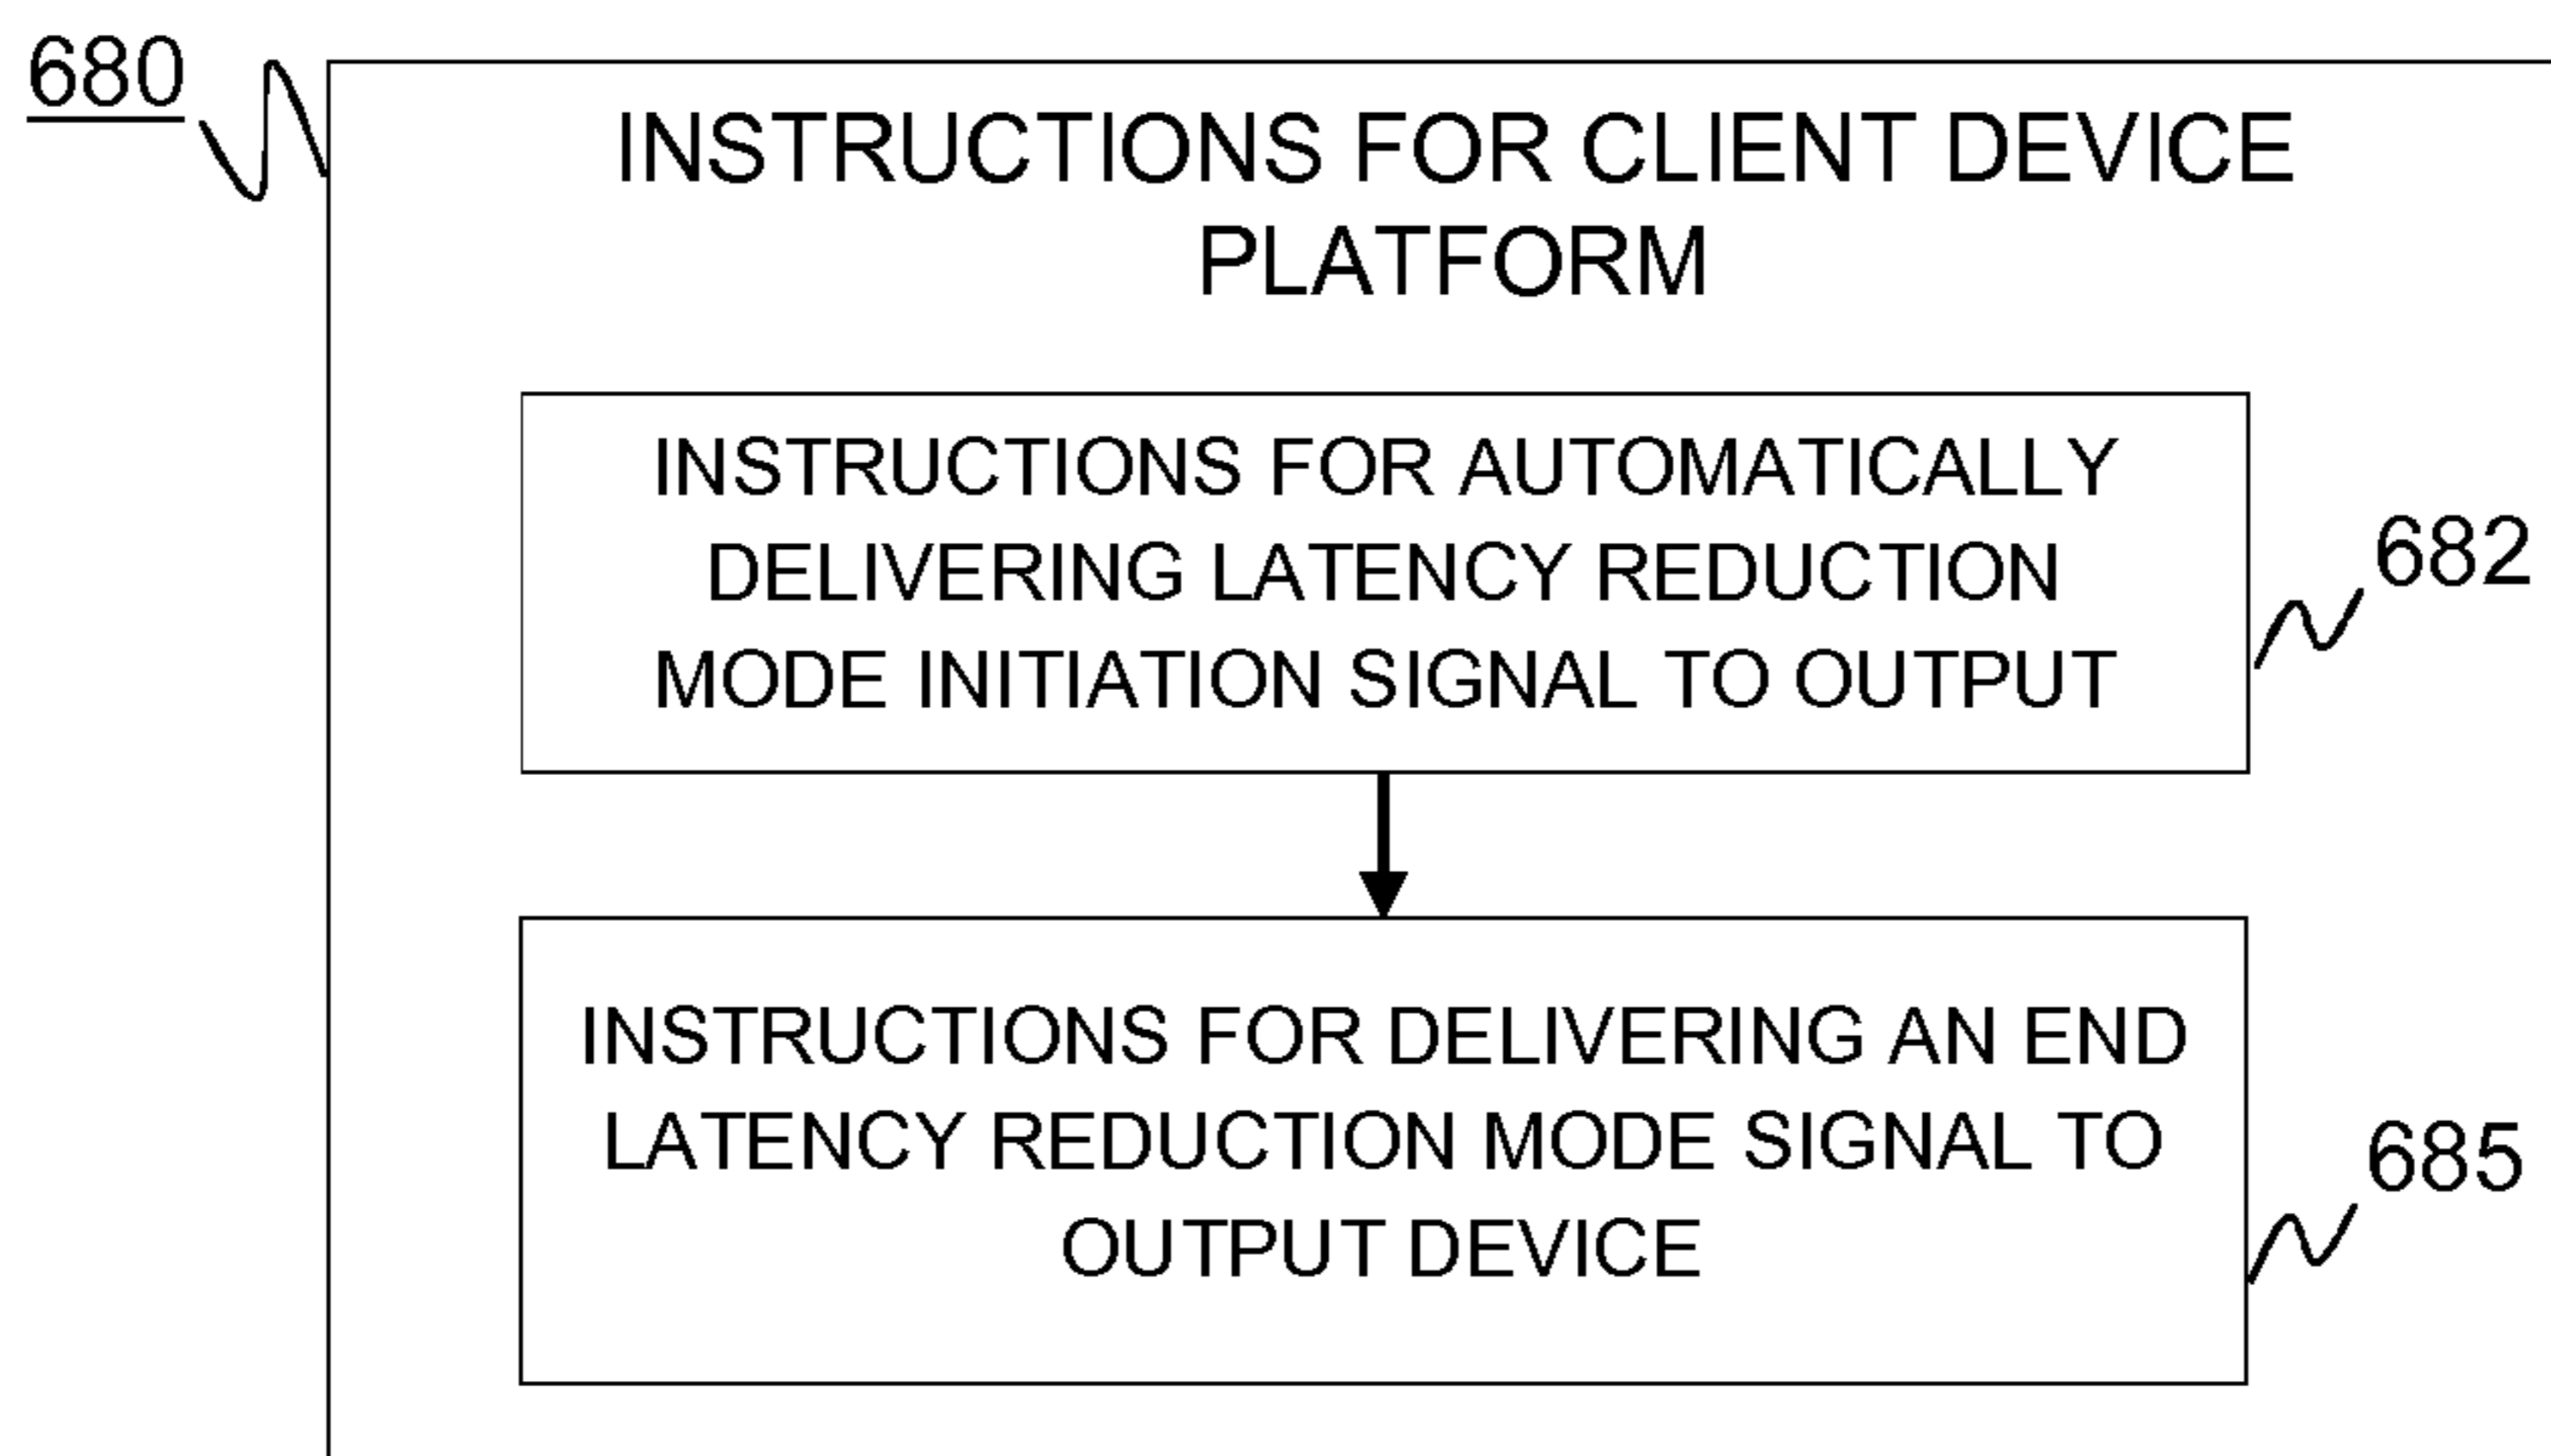 680
INSTRUCTIONS FOR CLIENT DEVICE
PLATFORM
INSTRUCTIONS FOR AUTOMATICALLY
DELIVERING LATENCY REDUCTION
MODE INITIATION SIGNAL TO OUTPUT
682
INSTRUCTIONS FOR DELIVERING AN END
LATENCY REDUCTION MODE SIGNAL TO
OUTPUT DEVICE
685